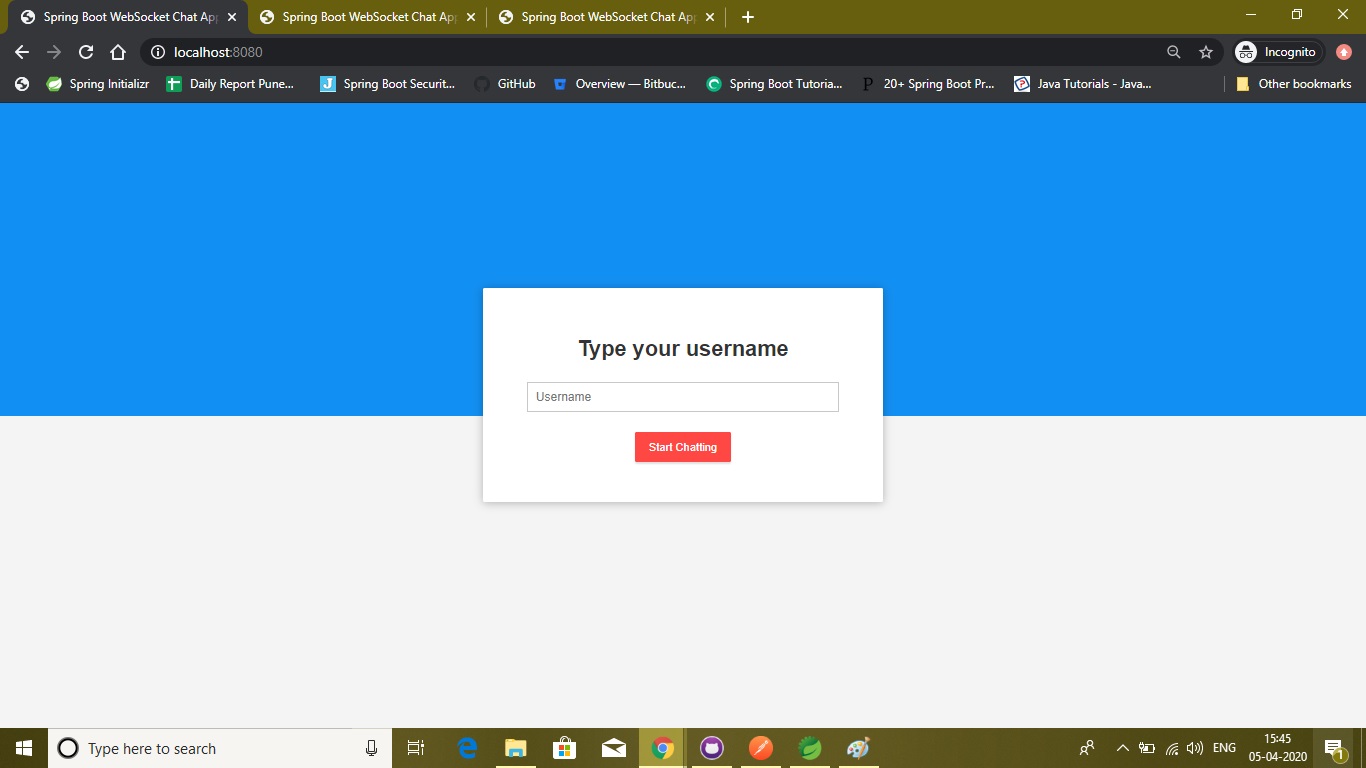 Spring Boot WebSocket Chat App
Spring Boot WebSocket Chat App
Spring Boot WebSocket Chat App
localhost:8080
Incognito
Spring Initializr
Daily Report Pune...
J
Spring Boot Securit...
GitHub
Overview — Bitbuc...
Spring Boot Tutoria...
P
20+ Spring Boot Pr...
Java Tutorials - Java...
Other bookmarks
Type your username
Username
Start Chatting
Type here to search
ENG
15:45
05-04-2020
1